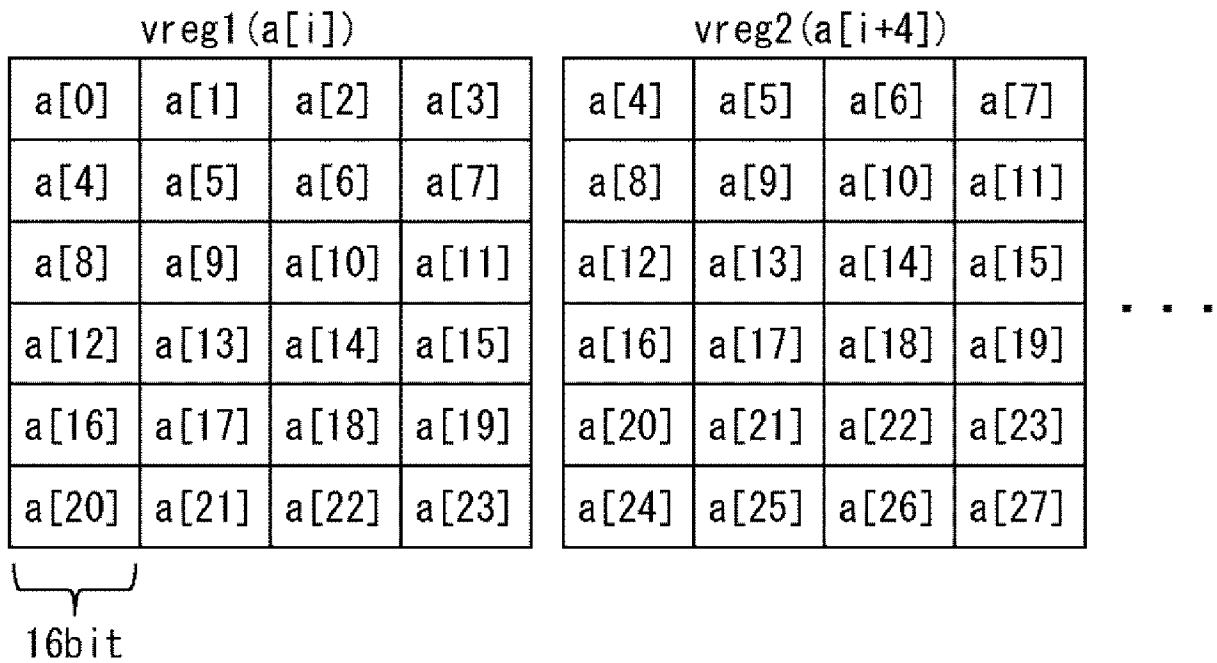 vreg1(a[i]) vreg2(a[i+4])
a[0] a[1] a[2] a[3] a[4] a[5] a[6] a[7]
a[4] a[5] a[6] a[7] a[8] a[9] a[10] a[11]
a[8] a[9] a[10] a[11] a[12] a[13] a[14] a[15]
a[12] a[13] a[14] a[15] a[16] a[17] a[18] a[19]
a[16] a[17] a[18] a[19] a[20] a[21] a[22] a[23]
a[20] a[21] a[22] a[23] a[24] a[25] a[26] a[27]
. . .
16bit